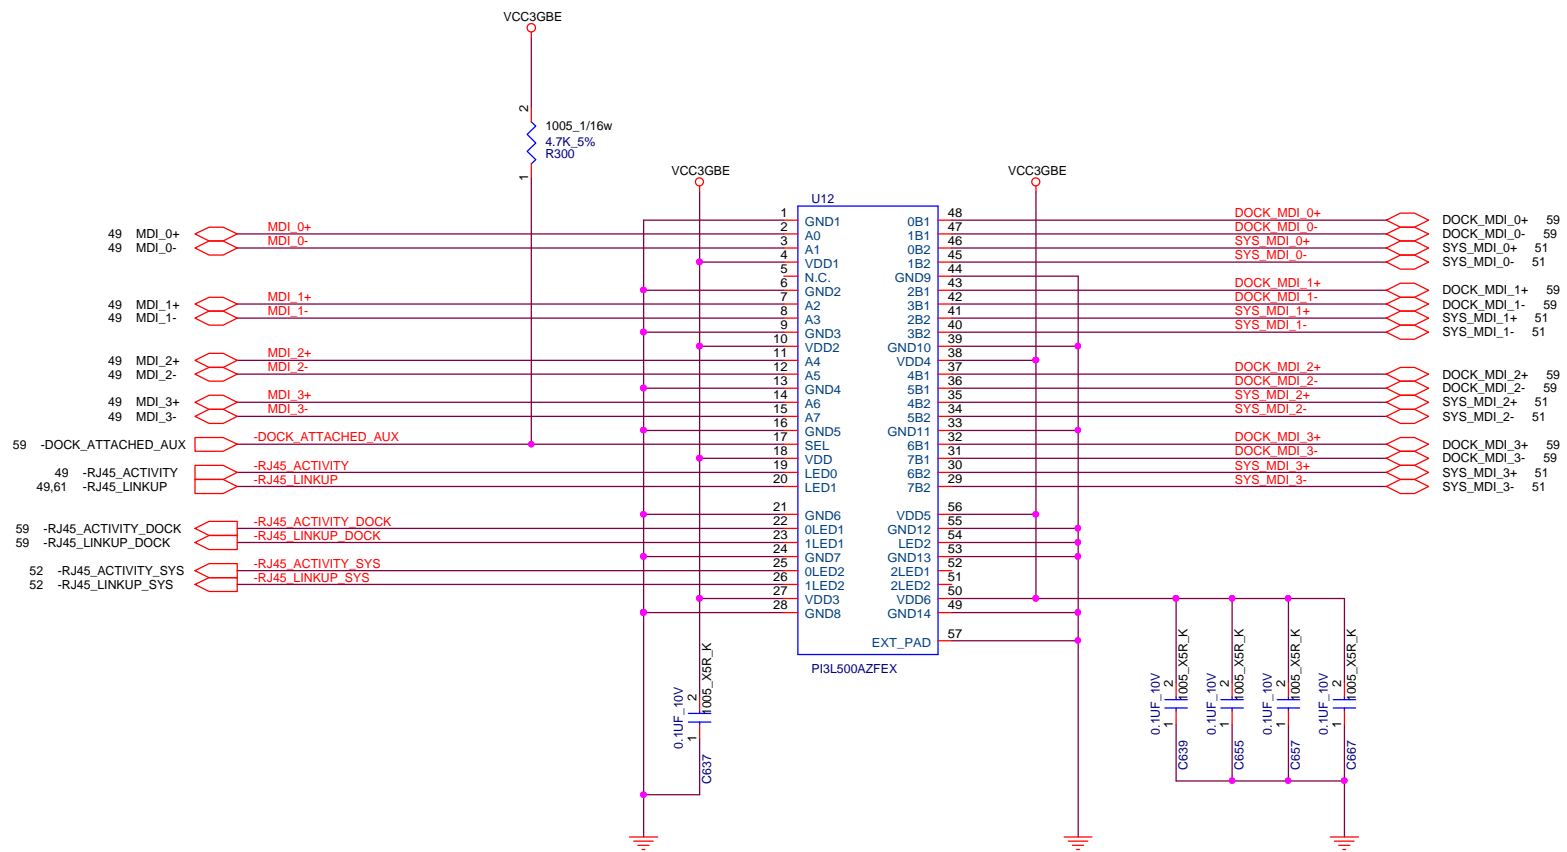 VCC3GBE
2
1005_1/16w
4.7K_5%
R300
1
VCC3GBE
VCC3GBE
U12
49 MDI_0+ MDI_0+
49 MDI_0- MDI_0-
49 MDI_1+ MDI_1+
49 MDI_1- MDI_1-
49 MDI_2+ MDI_2+
49 MDI_2- MDI_2-
49 MDI_3+ MDI_3+
49 MDI_3- MDI_3-
59 -DOCK_ATTACHED_AUX -DOCK_ATTACHED_AUX
49 -RJ45_ACTIVITY -RJ45_ACTIVITY
49,61 -RJ45_LINKUP -RJ45_LINKUP
59 -RJ45_ACTIVITY_DOCK -RJ45_ACTIVITY_DOCK
59 -RJ45_LINKUP_DOCK -RJ45_LINKUP_DOCK
52 -RJ45_ACTIVITY_SYS -RJ45_ACTIVITY_SYS
52 -RJ45_LINKUP_SYS -RJ45_LINKUP_SYS
1 GND1
2 A0
3 A1
4 VDD1
5 N.C.
6 GND2
7 A2
8 A3
9 GND3
10 VDD2
11 A4
12 A5
13 GND4
14 A6
15 A7
16 GND5
17 SEL
18 VDD
19 LED0
20 LED1
21 GND6
22 0LED1
23 1LED1
24 GND7
25 0LED2
26 1LED2
27 VDD3
28 GND8
0B1 48 DOCK_MDI_0+ DOCK_MDI_0+ 59
1B1 47 DOCK_MDI_0- DOCK_MDI_0- 59
0B2 46 SYS_MDI_0+ SYS_MDI_0+ 51
1B2 45 SYS_MDI_0- SYS_MDI_0- 51
GND9 44
2B1 43 DOCK_MDI_1+ DOCK_MDI_1+ 59
3B1 42 DOCK_MDI_1- DOCK_MDI_1- 59
2B2 41 SYS_MDI_1+ SYS_MDI_1+ 51
3B2 40 SYS_MDI_1- SYS_MDI_1- 51
GND10 39
VDD4 38
4B1 37 DOCK_MDI_2+ DOCK_MDI_2+ 59
5B1 36 DOCK_MDI_2- DOCK_MDI_2- 59
4B2 35 SYS_MDI_2+ SYS_MDI_2+ 51
5B2 34 SYS_MDI_2- SYS_MDI_2- 51
GND11 33
6B1 32 DOCK_MDI_3+ DOCK_MDI_3+ 59
7B1 31 DOCK_MDI_3- DOCK_MDI_3- 59
6B2 30 SYS_MDI_3+ SYS_MDI_3+ 51
7B2 29 SYS_MDI_3- SYS_MDI_3- 51
VDD5 56
GND12 55
LED2 54
GND13 53
2LED1 52
2LED2 51
VDD6 50
GND14 49
EXT_PAD 57
PI3L500AZFEX
0.1UF_10V
1 2
1005_X5R_K
C637
0.1UF_10V
1 2
1005_X5R_K
C639
0.1UF_10V
1 2
1005_X5R_K
C655
0.1UF_10V
1 2
1005_X5R_K
C657
0.1UF_10V
1 2
1005_X5R_K
C667